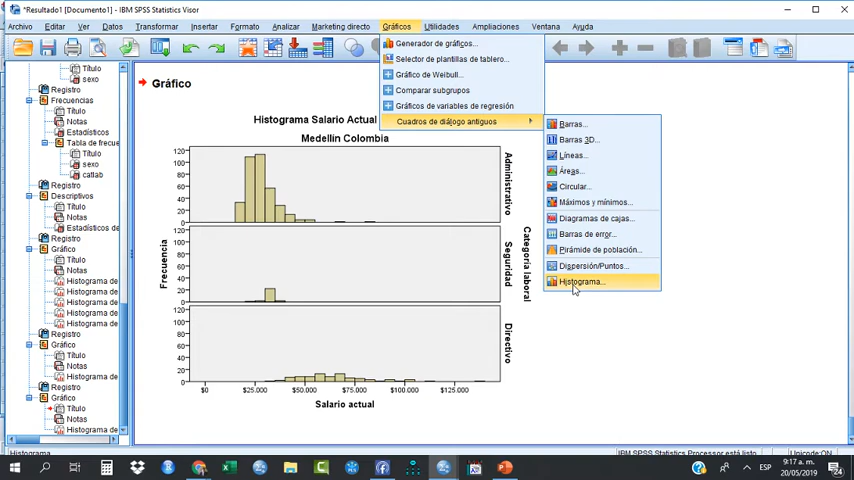 *Resultado1 [Documento1] - IBM SPSS Statistics Visor
Archivo Editar Ver Datos Transformar Insertar Formato Analizar Marketing directo Gráficos Utilidades Ampliaciones Ventana Ayuda
Generador de gráficos...
Selector de plantillas de tablero...
Gráfico de Weibull...
Comparar subgrupos
Gráficos de variables de regresión
Cuadros de diálogo antiguos
Barras...
Barras 3D...
Líneas...
Áreas...
Circular...
Máximos y mínimos...
Diagramas de cajas...
Barras de error...
Pirámide de población...
Dispersión/Puntos...
Histograma...
Título
sexo
Registro
Frecuencias
Título
Notas
Estadísticos
Tabla de frecue
Título
sexo
catlab
Registro
Descriptivos
Título
Notas
Estadísticos de
Registro
Gráfico
Título
Notas
Histograma de
Histograma de
Histograma de
Histograma de
Registro
Gráfico
Título
Notas
Histograma de
Registro
Gráfico
Título
Notas
Histograma de
Gráfico
Histograma Salario Actual
Medellín Colombia
120
100
80
60
40
20
0
Administrativo
120
100
80
60
40
20
0
Seguridad
120
100
80
60
40
20
0
Directivo
Frecuencia
Categoría laboral
$0 $25.000 $50.000 $75.000 $100.000 $125.000
Salario actual
Histograma
IBM SPSS Statistics Processor está listo
Unicode:ON
ESP
9:17 a. m.
20/05/2019
24